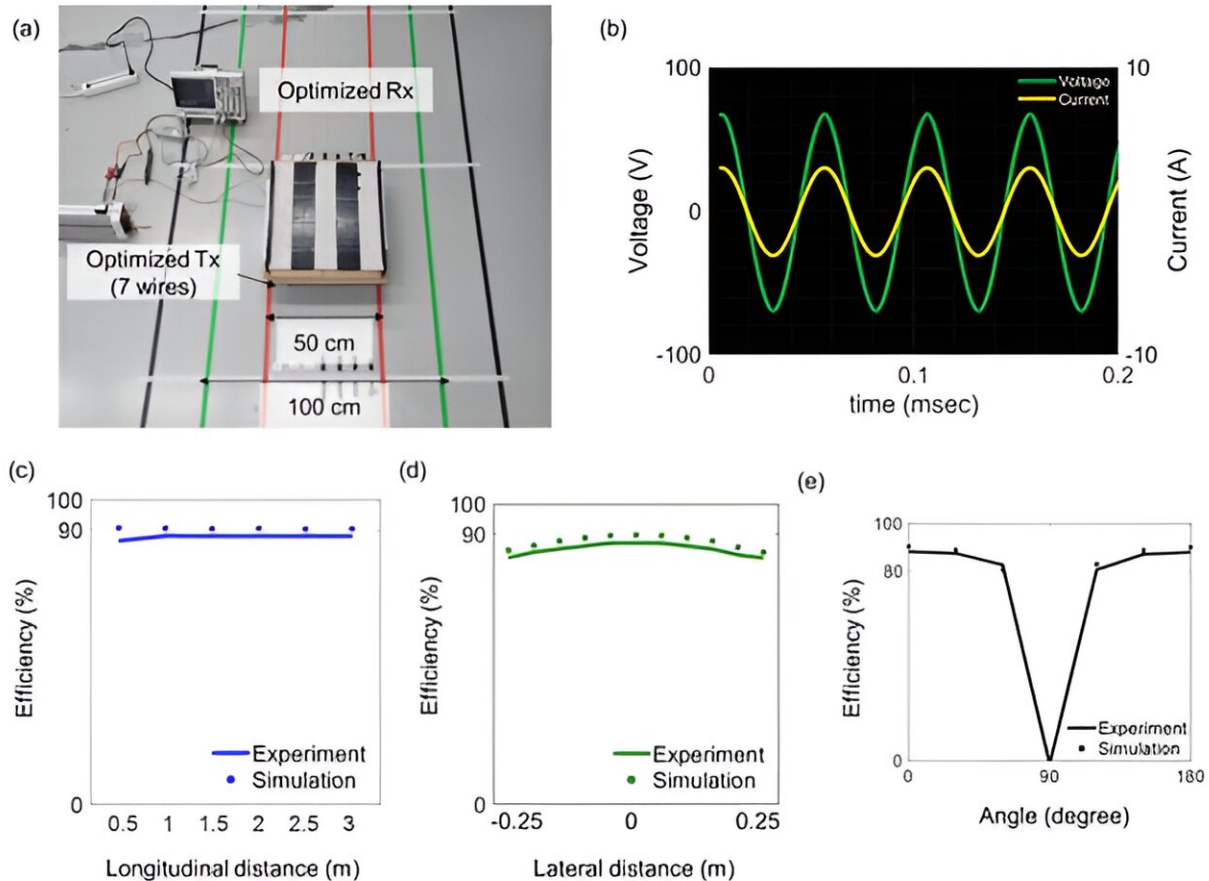 (a)
Optimized Rx
Optimized Tx
(7 wires)
50 cm
100 cm
(b)
100
10
Voltage
Current
Voltage (V)
0
0
Current (A)
-100
-10
0
0.1
0.2
time (msec)
(c)
100
90
Efficiency (%)
Experiment
Simulation
0
0.5 1 1.5 2 2.5 3
Longitudinal distance (m)
(d)
100
90
Efficiency (%)
Experiment
Simulation
0
-0.25 0 0.25
Lateral distance (m)
(e)
100
80
Efficiency (%)
Experiment
Simulation
0
0 90 180
Angle (degree)